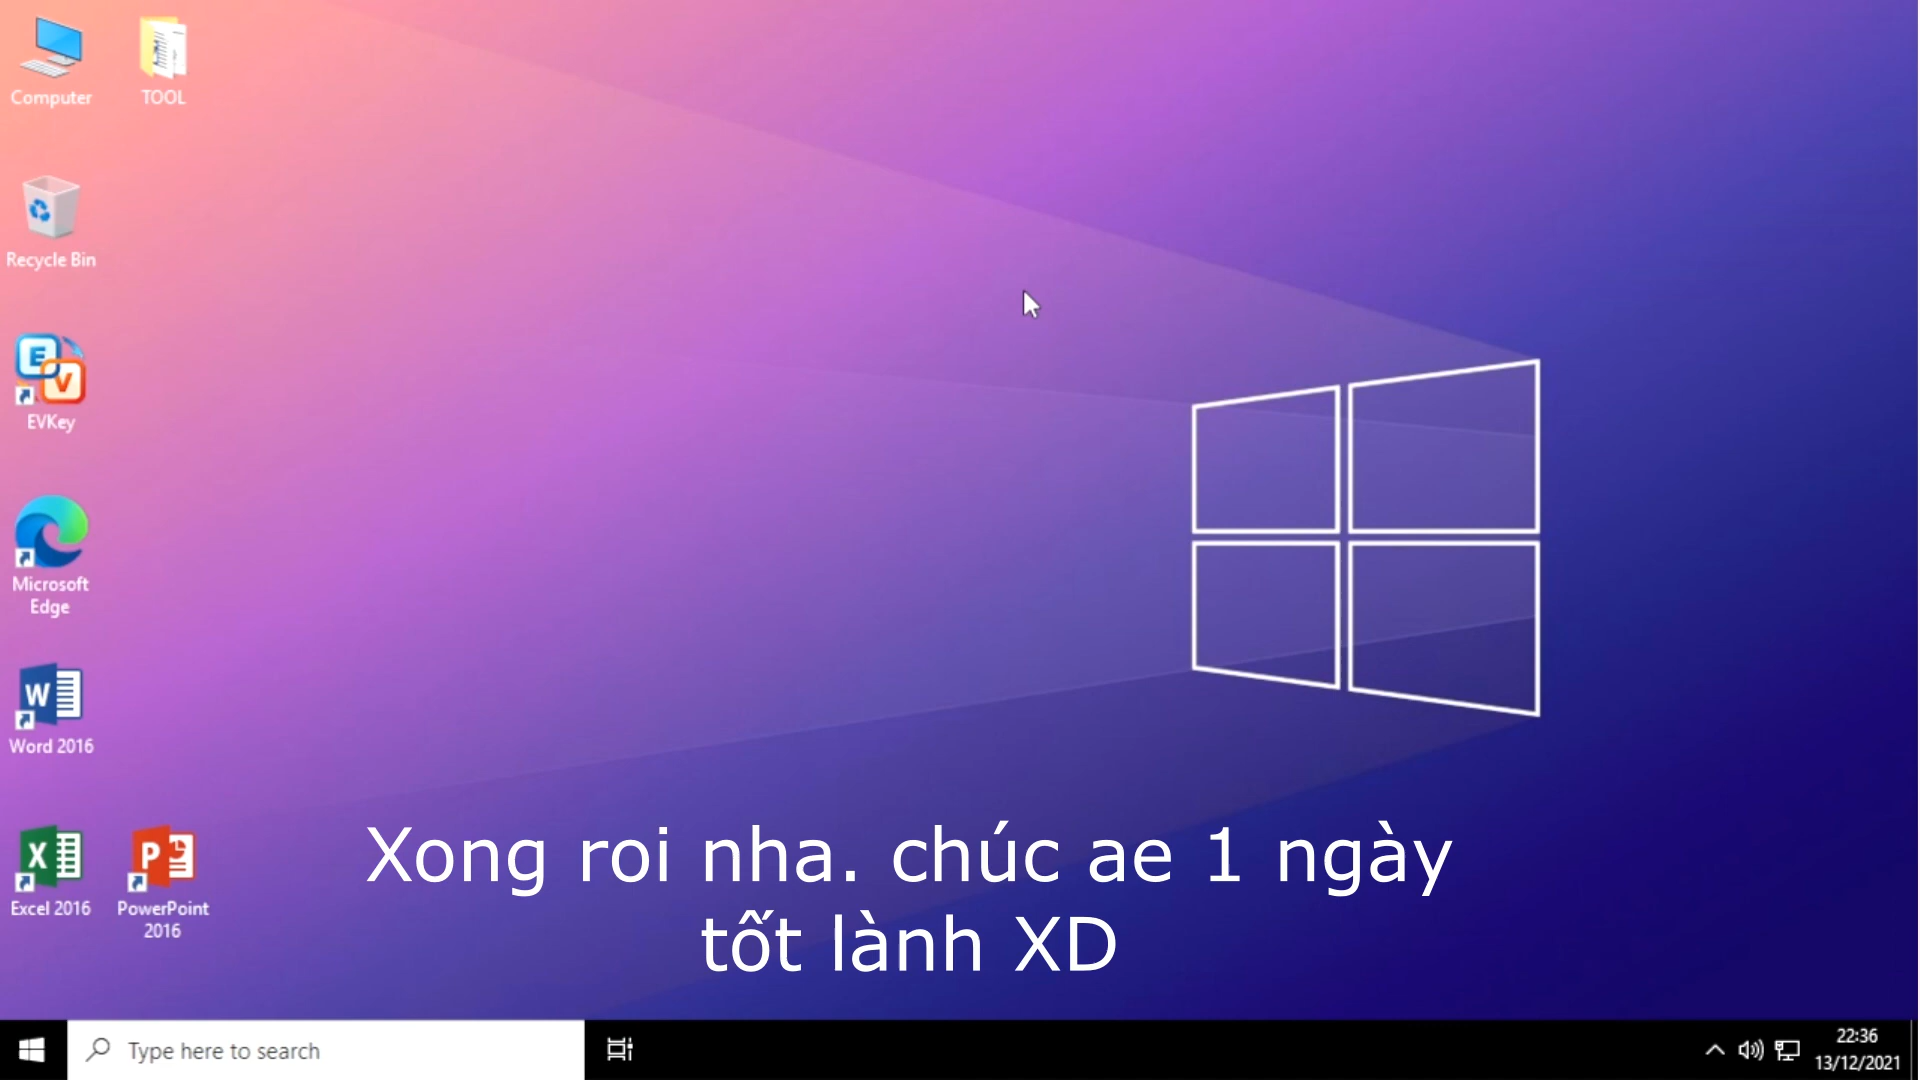 Computer
TOOL
Recycle Bin
EVKey
Microsoft
Edge
Word 2016
Excel 2016
PowerPoint
2016
Xong roi nha. chúc ae 1 ngày
tốt lành XD
Type here to search
22:36
13/12/2021